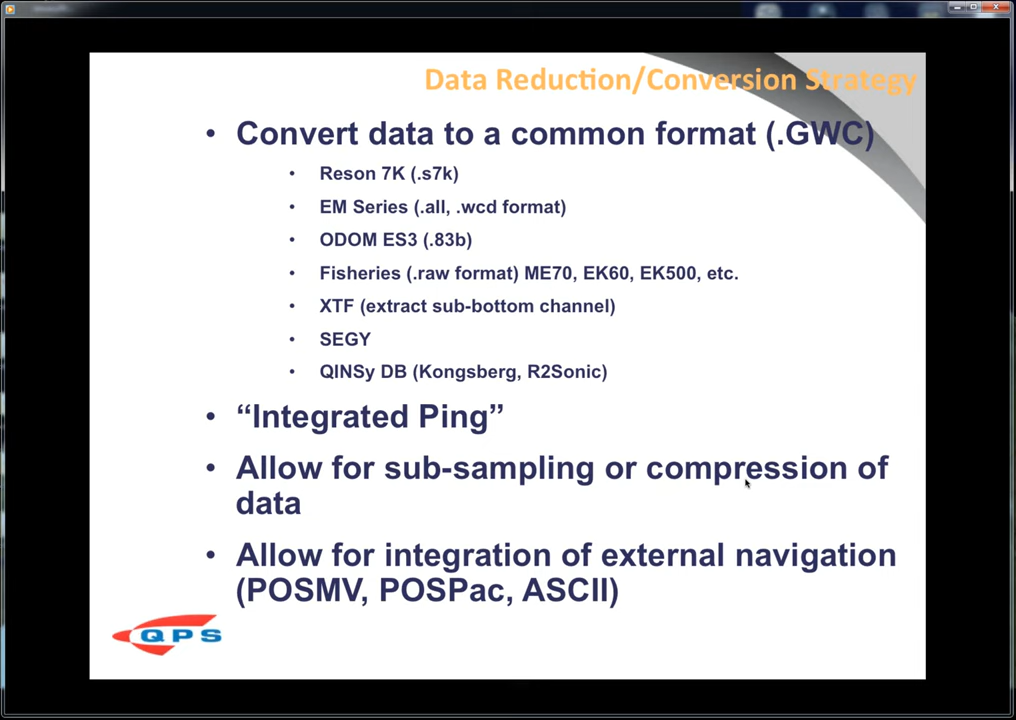 Data Reduction/Conversion Strategy
• Convert data to a common format (.GWC)
• Reson 7K (.s7k)
• EM Series (.all, .wcd format)
• ODOM ES3 (.83b)
• Fisheries (.raw format) ME70, EK60, EK500, etc.
• XTF (extract sub-bottom channel)
• SEGY
• QINSy DB (Kongsberg, R2Sonic)
• “Integrated Ping”
• Allow for sub-sampling or compression of
data
• Allow for integration of external navigation
(POSMV, POSPac, ASCII)
QPS